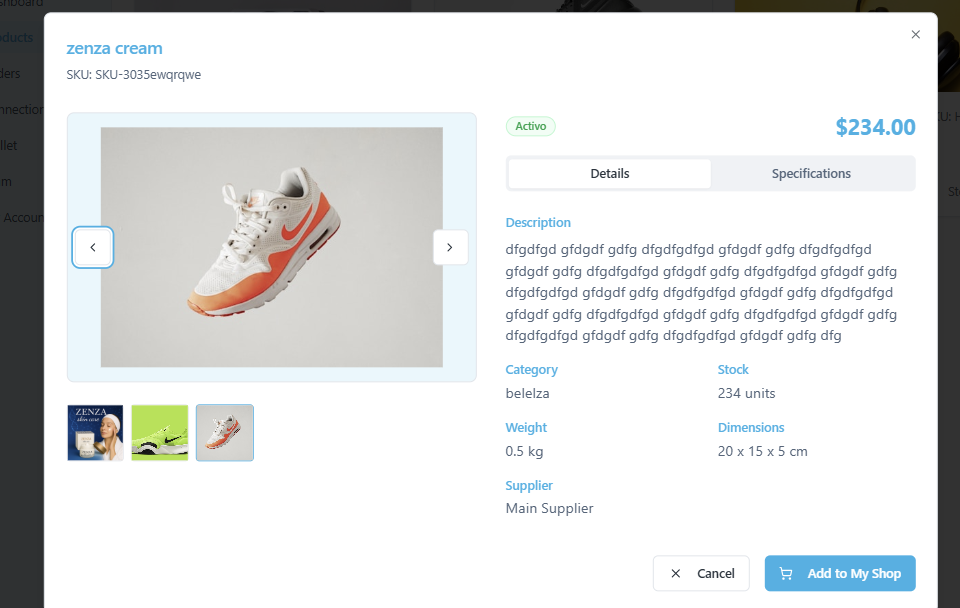 shboard
oducts
ders
nnection
llet
m
Accoun
zenza cream
SKU: SKU-3035ewqrqwe
Activo
$234.00
Details
Specifications
Description
dfgdfgd gfdgdf gdfg dfgdfgdfgd gfdgdf gdfg dfgdfgdfgd
gfdgdf gdfg dfgdfgdfgd gfdgdf gdfg dfgdfgdfgd gfdgdf gdfg
dfgdfgdfgd gfdgdf gdfg dfgdfgdfgd gfdgdf gdfg dfgdfgdfgd
gfdgdf gdfg dfgdfgdfgd gfdgdf gdfg dfgdfgdfgd gfdgdf gdfg
dfgdfgdfgd gfdgdf gdfg dfgdfgdfgd gfdgdf gdfg dfg
Category
Stock
belelza
234 units
Weight
Dimensions
0.5 kg
20 x 15 x 5 cm
Supplier
Main Supplier
ZENZA
skin care
Cancel
Add to My Shop
CU: H
Sto